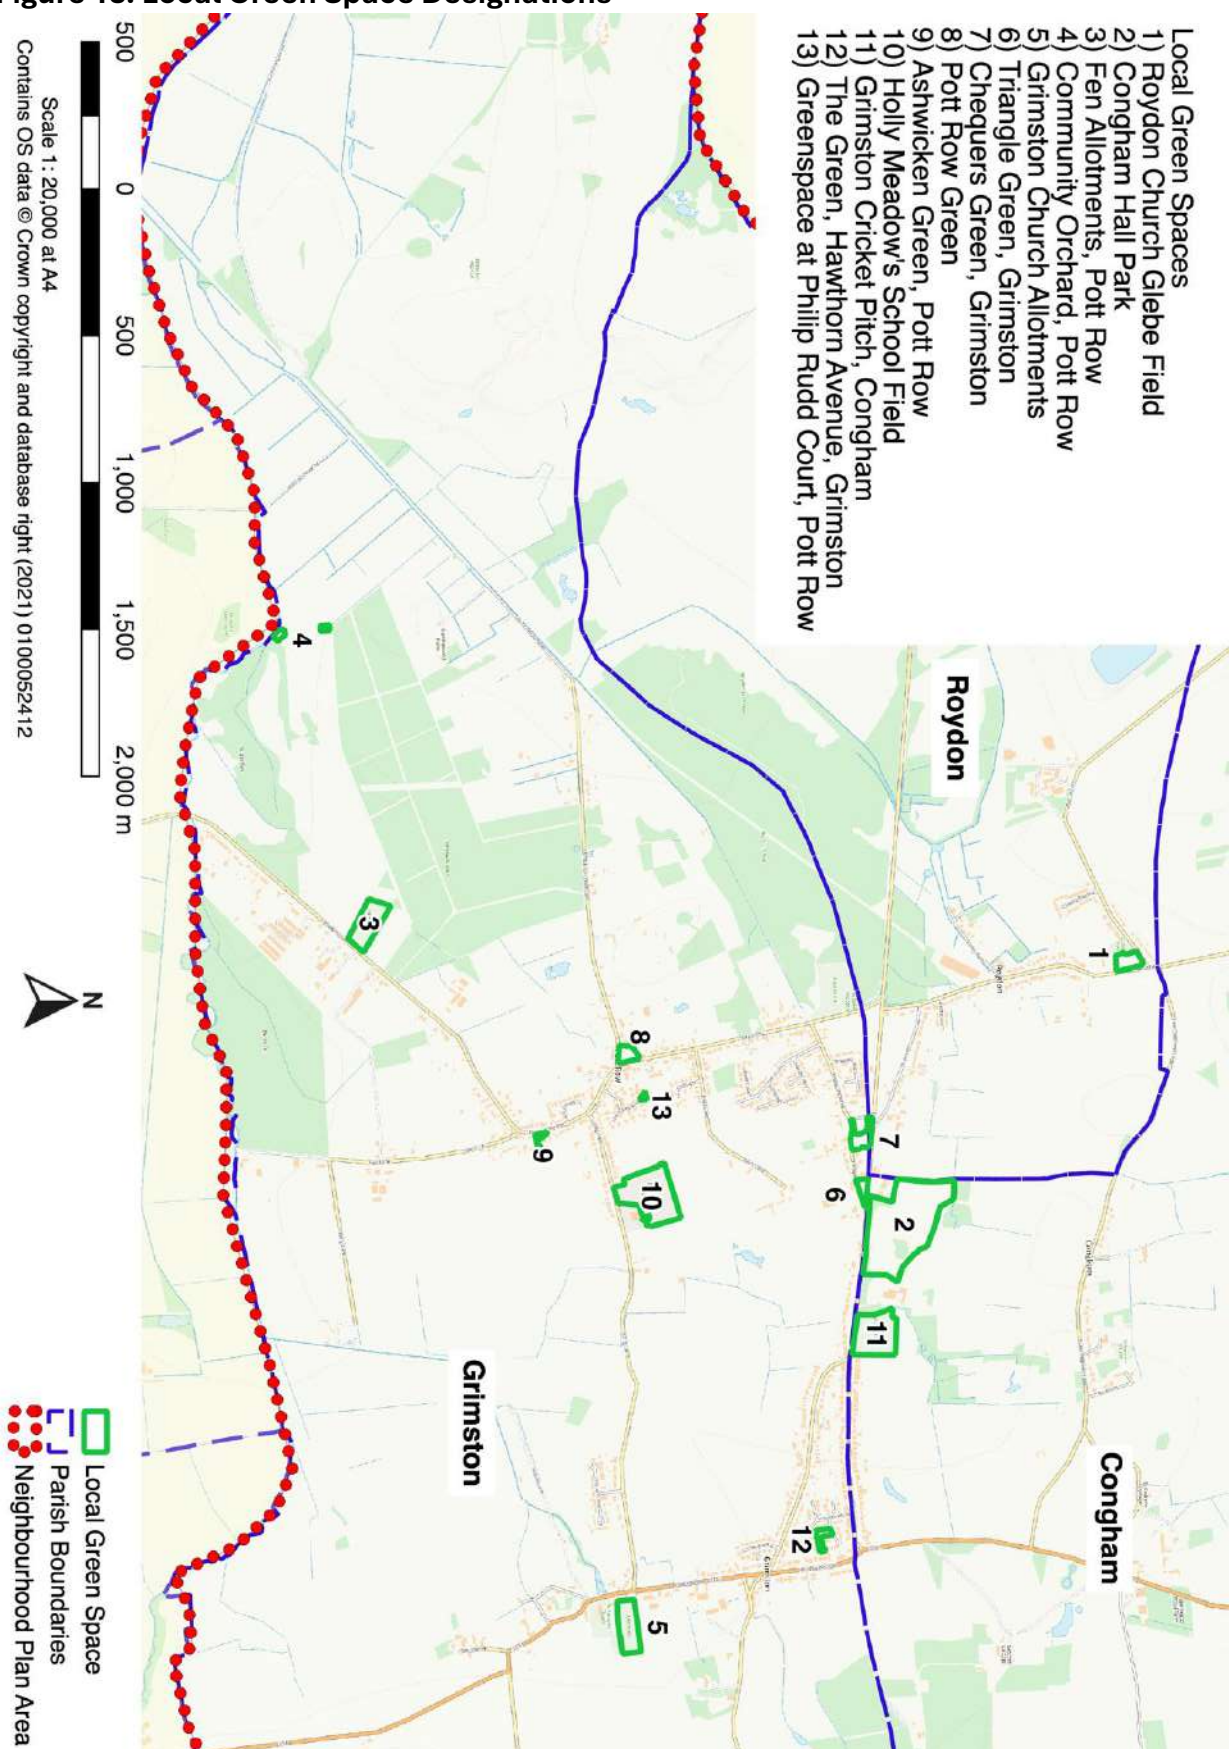 Figure 18: Local Green Space Designations
Local Green Spaces
1) Roydon Church Glebe Field
2) Congham Hall Park
3) Fen Allotments, Pott Row
4) Community Orchard, Pott Row
5) Grimston Church Allotments
6) Triangle Green, Grimston
7) Chequers Green, Grimston
8) Pott Row Green
9) Ashwicken Green, Pott Row
10) Holly Meadow's School Field
11) Grimston Cricket Pitch, Congham
12) The Green, Hawthorn Avenue, Grimston
13) Greenspace at Philip Rudd Court, Pott Row
Roydon
Congham
Grimston
Roydon
Congham
Grimston
Row
1
2
3
4
5
6
7
8
9
10
11
12
13
500
0
500
1,000
1,500
2,000 m
Scale 1: 20,000 at A4
Contains OS data © Crown copyright and database right (2021) 0100052412
N
Local Green Space
Parish Boundaries
Neighbourhood Plan Area